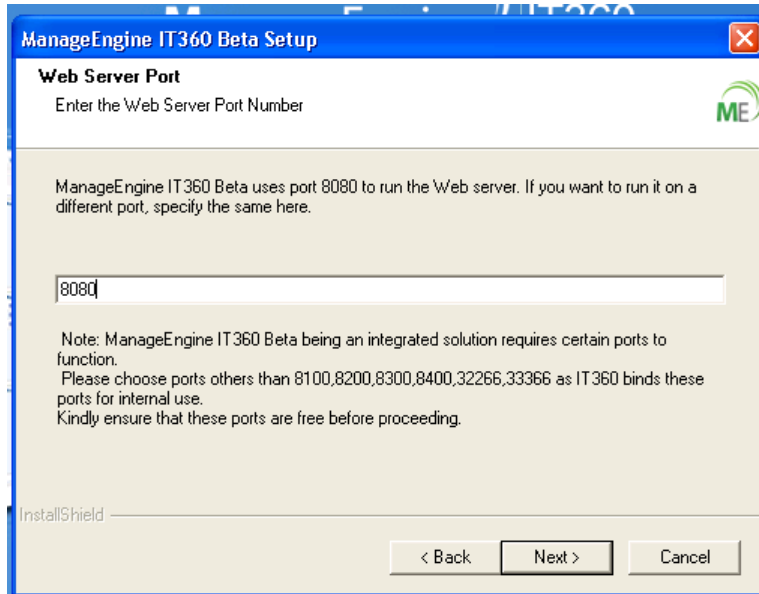 ManageEngine IT360 Beta Setup
Web Server Port
Enter the Web Server Port Number
ME
ManageEngine IT360 Beta uses port 8080 to run the Web server. If you want to run it on a
different port, specify the same here.
8080
Note: ManageEngine IT360 Beta being an integrated solution requires certain ports to
function.
Please choose ports others than 8100,8200,8300,8400,32266,33366 as IT360 binds these
ports for internal use.
Kindly ensure that these ports are free before proceeding.
InstallShield
< Back Next > Cancel